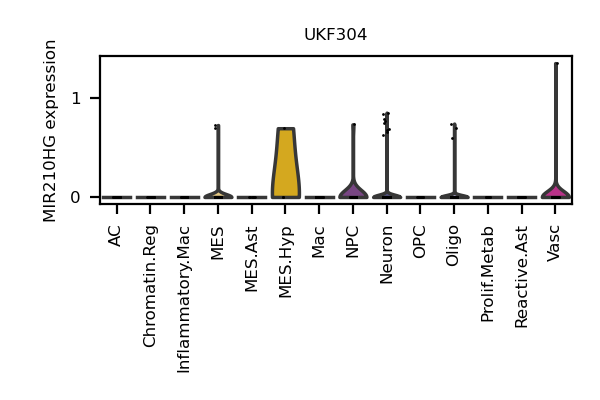 UKF304
MIR210HG expression
1
0
AC
Chromatin.Reg
Inflammatory.Mac
MES
MES.Ast
MES.Hyp
Mac
NPC
Neuron
OPC
Oligo
Prolif.Metab
Reactive.Ast
Vasc